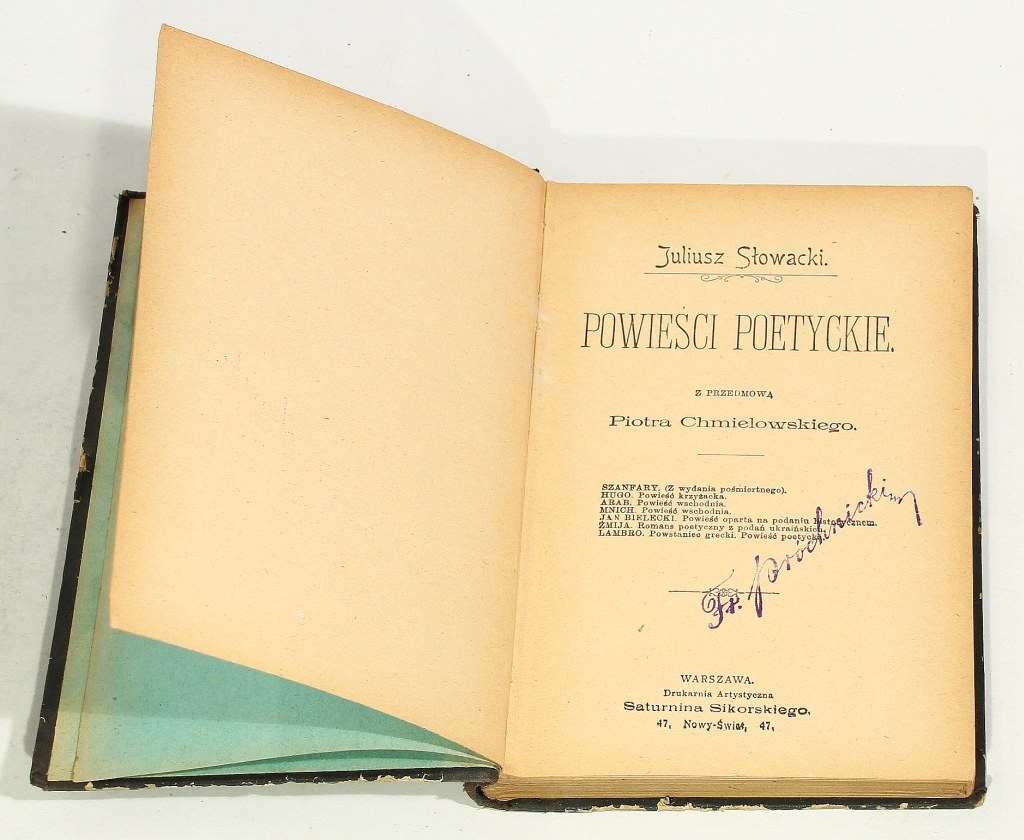 Juliusz Słowacki.
POWIEŚCI POETYCKIE.
Z PRZEDMOWĄ
Piotra Chmielowskiego.
SZANFARY. (Z wydania pośmiertnego).
HUGO. Powieść krzyżacka.
ARAB. Powieść wschodnia.
MNICH. Powieść wschodnia.
JAN BIELECKI. Powieść oparta na podaniu historycznem.
ŻMIJA. Romans poetyczny z podań ukraińskich.
LAMBRO. Powstaniec grecki. Powieść poetycka.
Fr. Próchnicki
WARSZAWA.
Drukarnia Artystyczna
Saturnina Sikorskiego,
47, Nowy-Świat, 47,